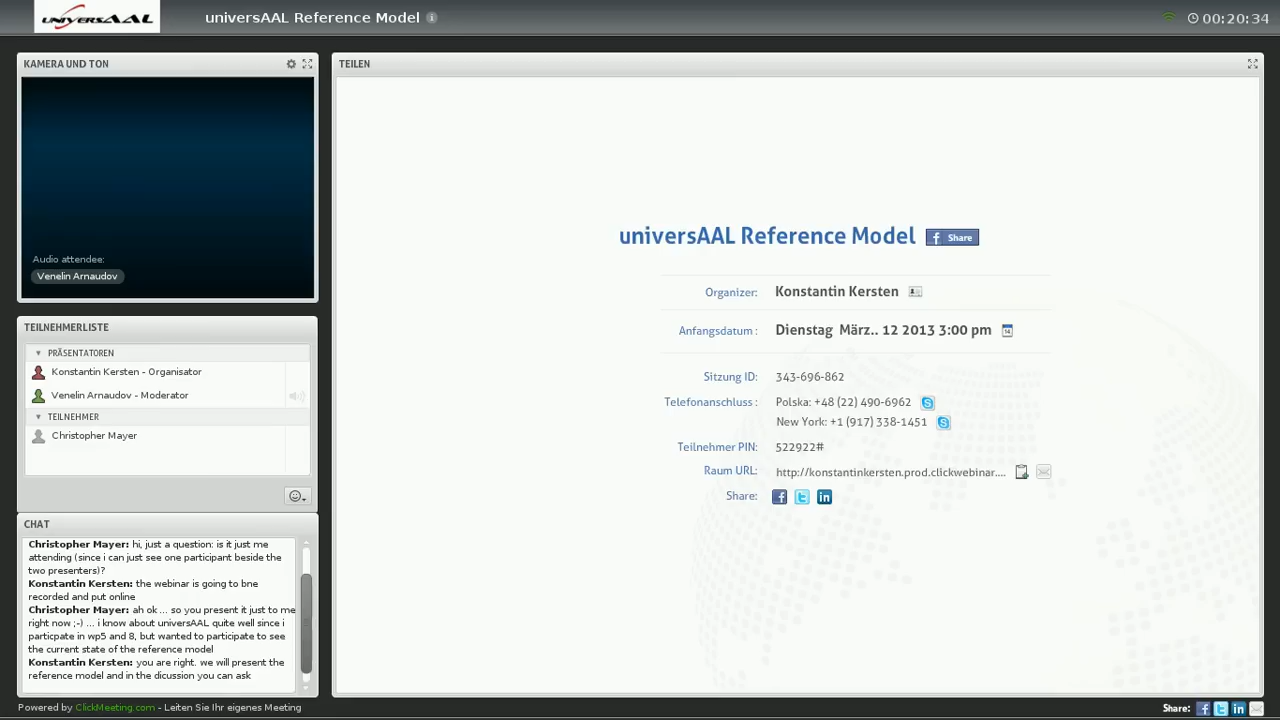 universAAL
universAAL Reference Model
00:20:34
KAMERA UND TON
Audio attendee:
Venelin Arnaudov
TEILNEHMERLISTE
PRÄSENTATOREN
Konstantin Kersten - Organisator
Venelin Arnaudov - Moderator
TEILNEHMER
Christopher Mayer
CHAT
Christopher Mayer: hi, just a question: is it just me
attending (since i can just see one participant beside the
two presenters)?
Konstantin Kersten: the webinar is going to bne
recorded and put online
Christopher Mayer: ah ok ... so you present it just to me
right now ;-) ... i know about universAAL quite well since i
particpate in wp5 and 8, but wanted to participate to see
the current state of the reference model
Konstantin Kersten: you are right. we will present the
reference model and in the dicussion you can ask
TEILEN
universAAL Reference Model
f Share
Organizer: Konstantin Kersten
Anfangsdatum : Dienstag März.. 12 2013 3:00 pm
14
Sitzung ID: 343-696-862
Telefonanschluss : Polska: +48 (22) 490-6962
New York: +1 (917) 338-1451
Teilnehmer PIN: 522922#
Raum URL: http://konstantinkersten.prod.clickwebinar....
Share: f t in
Powered by ClickMeeting.com - Leiten Sie Ihr eigenes Meeting
Share: f t in